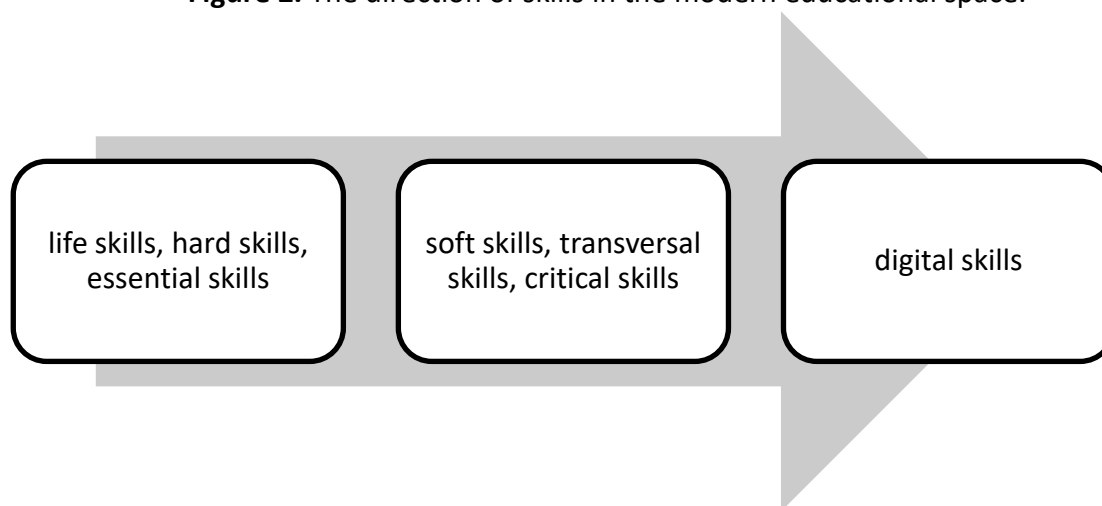 Figure The direction of skills in the modern educational space.
life skills, hard skills,
essential skills
soft skills, transversal
skills, critical skills
digital skills